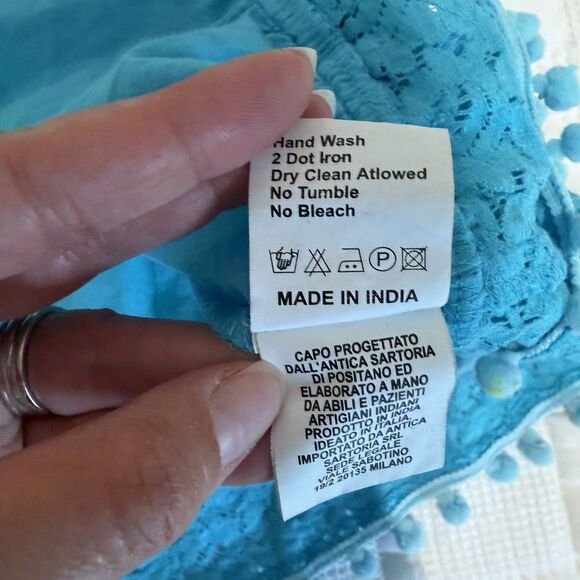 Hand Wash
2 Dot Iron
Dry Clean Atlowed
No Tumble
No Bleach
P
MADE IN INDIA
CAPO PROGETTATO
DALL'ANTICA SARTORIA
DI POSITANO ED
ELABORATO A MANO
DA ABILI E PAZIENTI
ARTIGIANI INDIANI
PRODOTTO IN INDIA
IDEATO IN ITALIA.
IMPORTATO DA ANTICA
SARTORIA SRL
SEDE LEGALE
VIALE SABOTINO
19/2 20135 MILANO